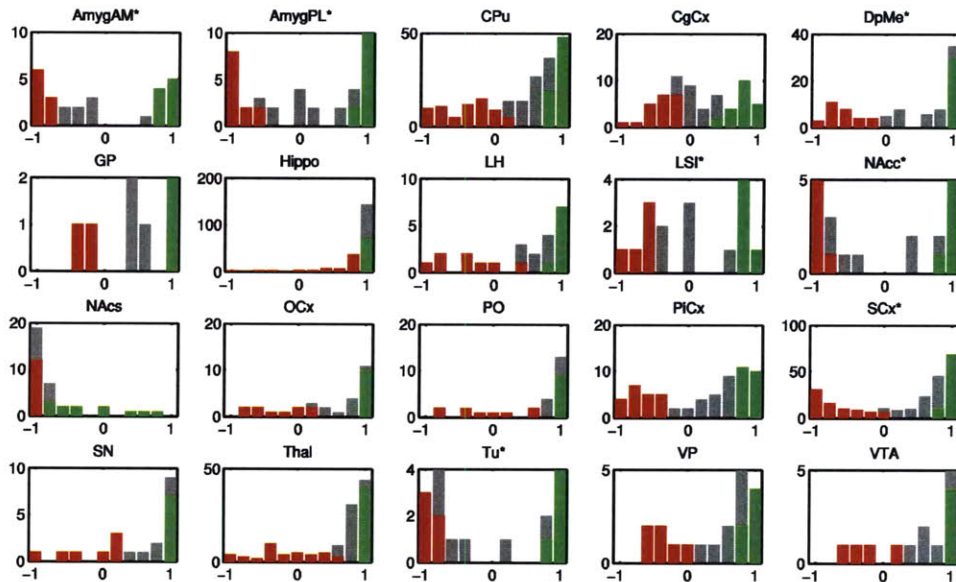 AmygAM* AmygPL* CPu CgCx DpMe*
10 10 50 20 40
5 5 10 20
0 0 0 0 0
-1 0 1 -1 0 1 -1 0 1 -1 0 1 -1 0 1
GP Hippo LH LSI* NAcc*
2 200 10 4 5
1 100 5 2
0 0 0 0 0
-1 0 1 -1 0 1 -1 0 1 -1 0 1 -1 0 1
NAcs OCx PO PiCx SCx*
20 20 20 20 100
10 10 10 10 50
0 0 0 0 0
-1 0 1 -1 0 1 -1 0 1 -1 0 1 -1 0 1
SN Thal Tu* VP VTA
10 50 4 5 5
5 2
0 0 0 0 0
-1 0 1 -1 0 1 -1 0 1 -1 0 1 -1 0 1